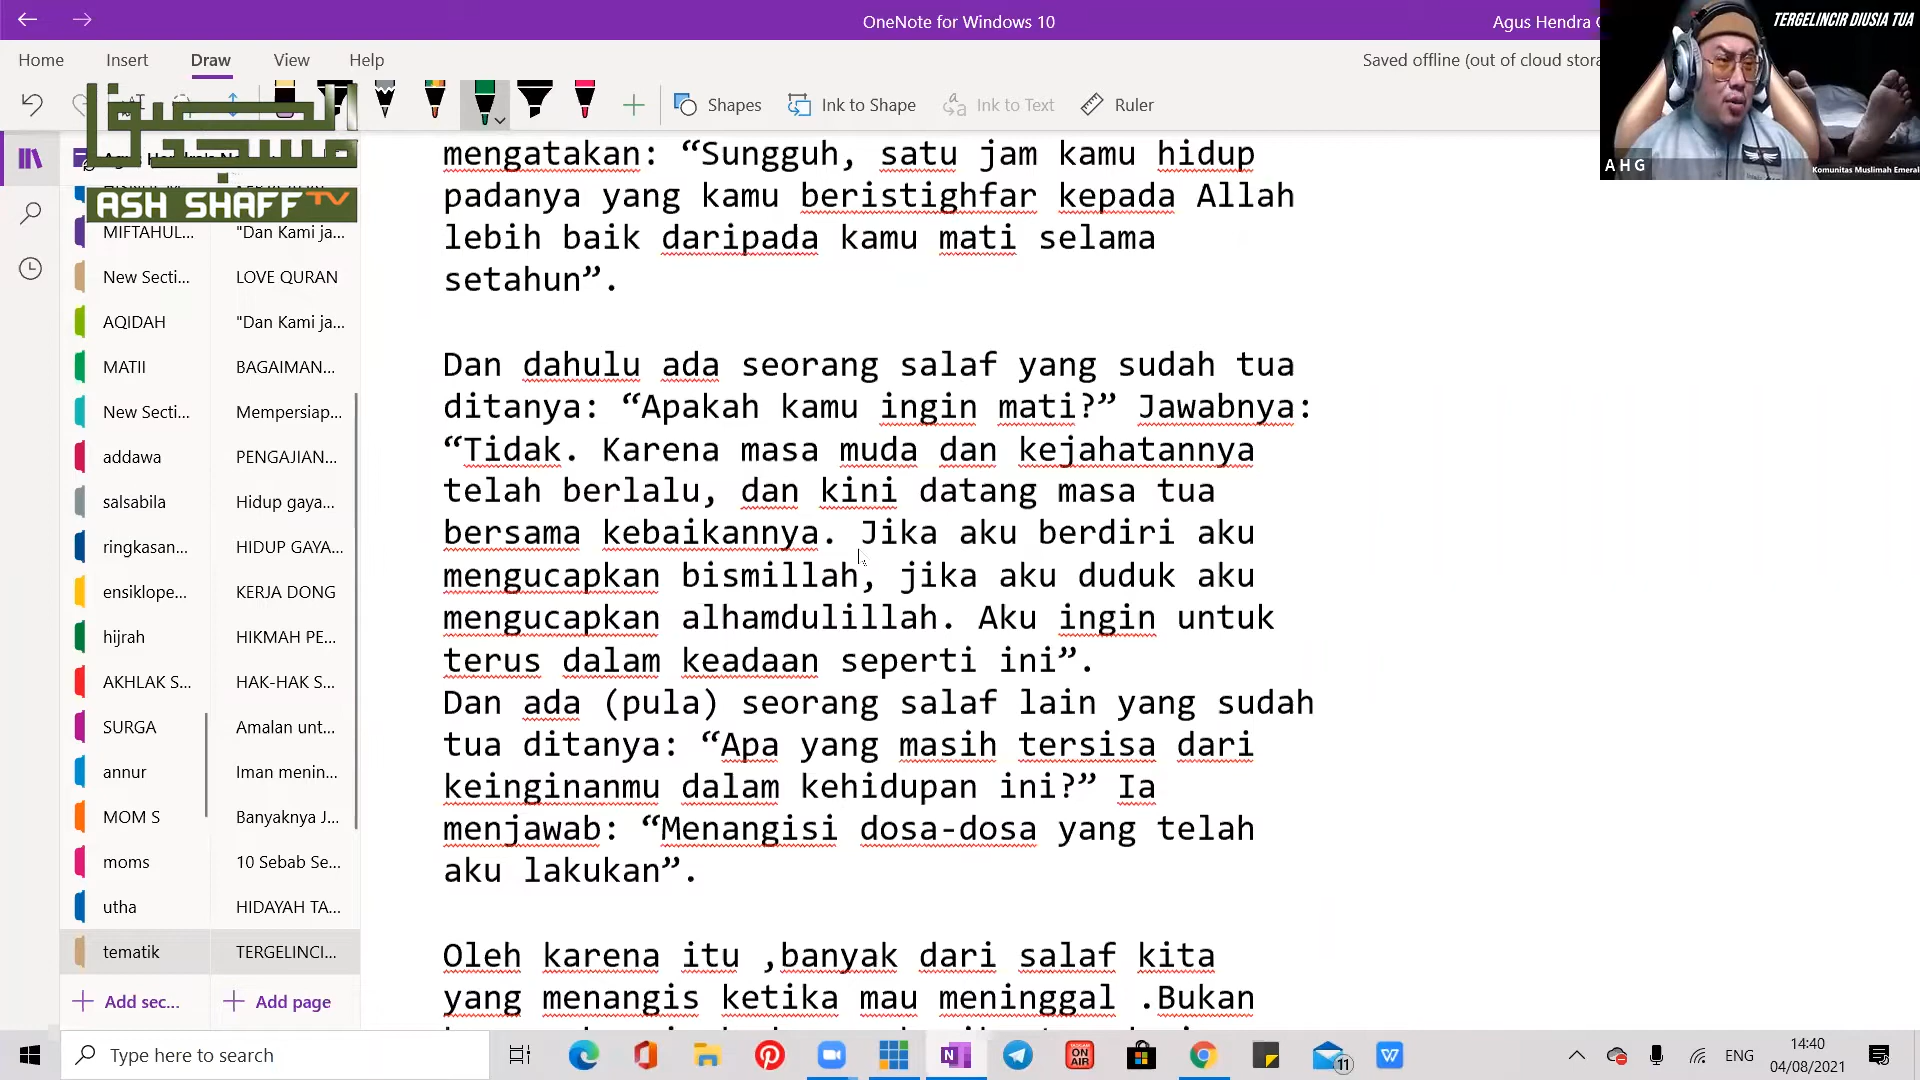 OneNote for Windows 10
Agus Hendra
TERGELINCIR DIUSIA TUA
Home Insert Draw View Help
Saved offline (out of cloud stora
Shapes Ink to Shape Ink to Text Ruler
AHG
Komunitas Muslimah Emeral
ASH SHAFF TV
MIFTAHUL... "Dan Kami ja...
New Secti... LOVE QURAN
AQIDAH "Dan Kami ja...
MATII BAGAIMAN...
New Secti... Mempersiap...
addawa PENGAJIAN...
salsabila Hidup gaya...
ringkasan... HIDUP GAYA...
ensiklope... KERJA DONG
hijrah HIKMAH PE...
AKHLAK S... HAK-HAK S...
SURGA Amalan unt...
annur Iman menin...
MOM S Banyaknya J...
moms 10 Sebab Se...
utha HIDAYAH TA...
tematik TERGELINCI...
Add sec... Add page
mengatakan: “Sungguh, satu jam kamu hidup
padanya yang kamu beristighfar kepada Allah
lebih baik daripada kamu mati selama
setahun”.
Dan dahulu ada seorang salaf yang sudah tua
ditanya: “Apakah kamu ingin mati?” Jawabnya:
“Tidak. Karena masa muda dan kejahatannya
telah berlalu, dan kini datang masa tua
bersama kebaikannya. Jika aku berdiri aku
mengucapkan bismillah, jika aku duduk aku
mengucapkan alhamdulillah. Aku ingin untuk
terus dalam keadaan seperti ini”.
Dan ada (pula) seorang salaf lain yang sudah
tua ditanya: “Apa yang masih tersisa dari
keinginanmu dalam kehidupan ini?” Ia
menjawab: “Menangisi dosa-dosa yang telah
aku lakukan”.
Oleh karena itu ,banyak dari salaf kita
yang menangis ketika mau meninggal .Bukan
Type here to search
ON AIR
11
ENG
14:40
04/08/2021